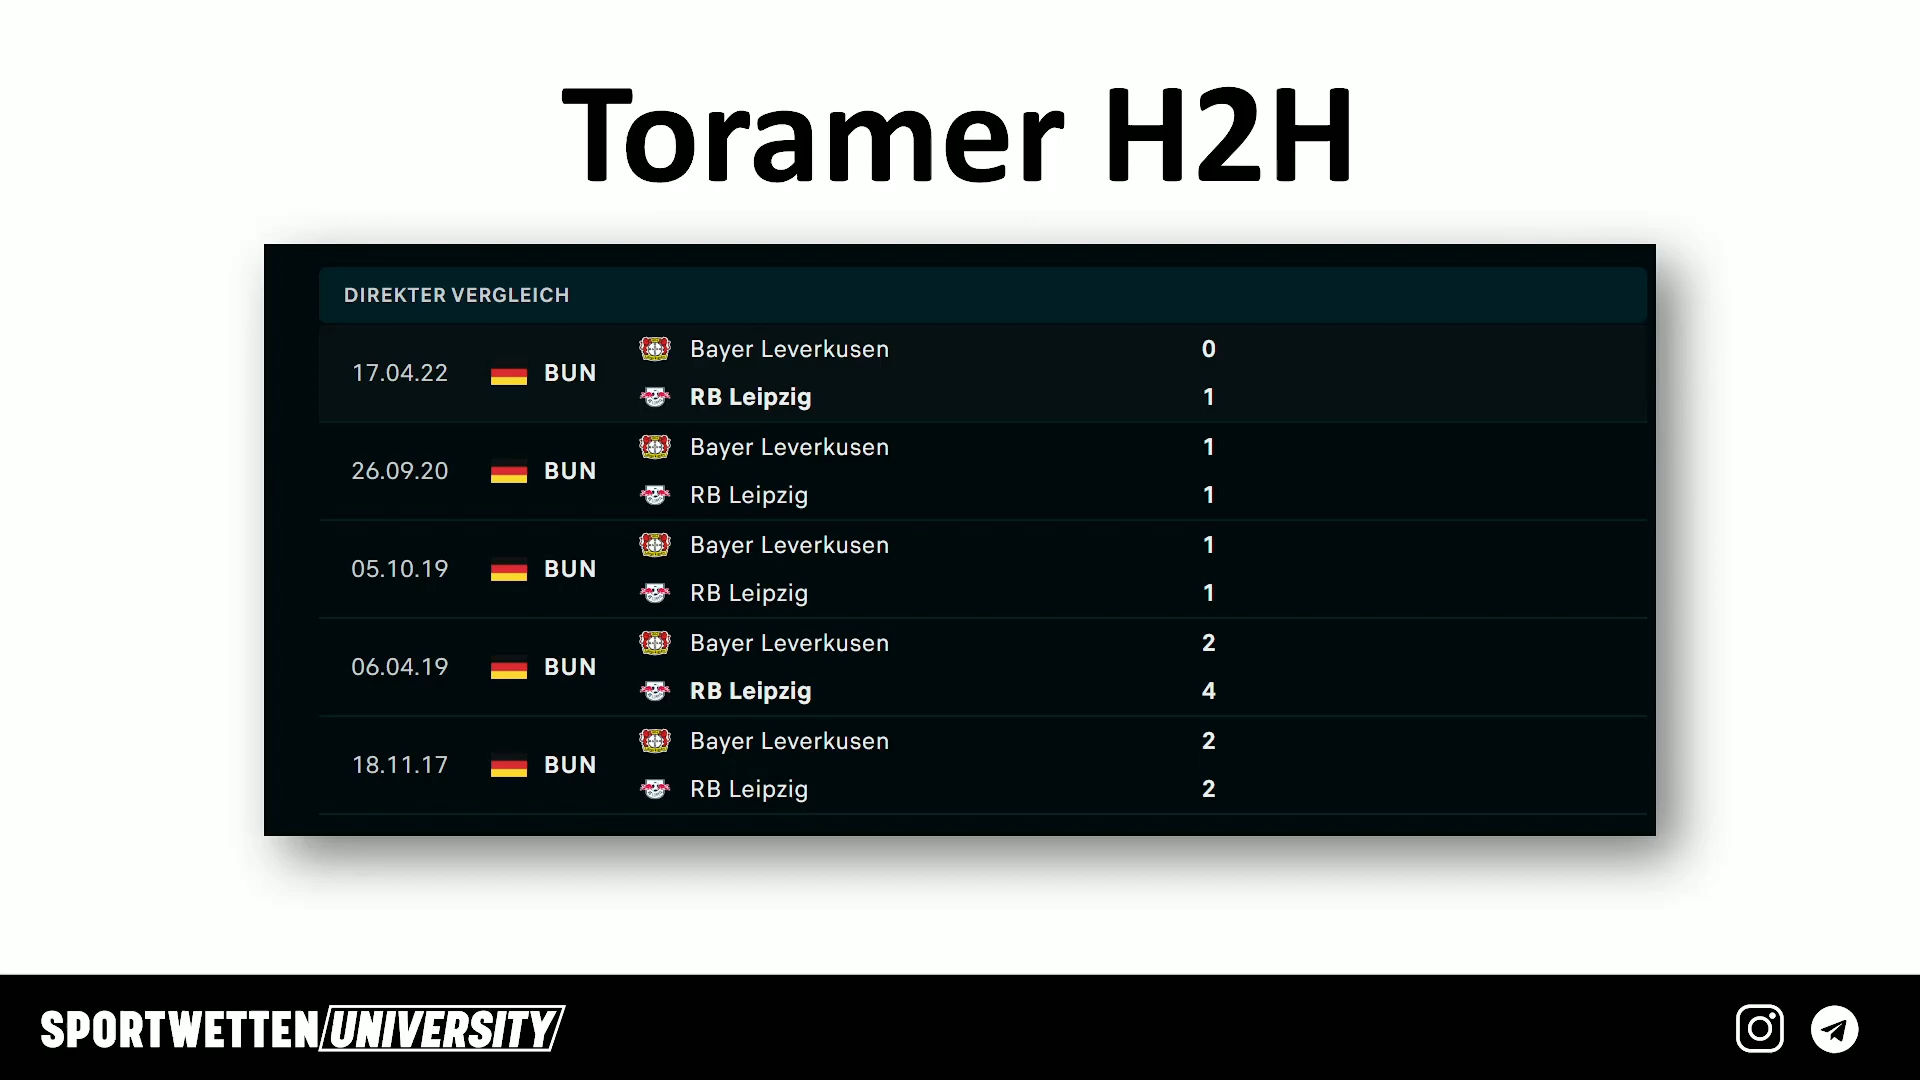 Toramer H2H
DIREKTER VERGLEICH
17.04.22 BUN Bayer Leverkusen 0
RB Leipzig 1
26.09.20 BUN Bayer Leverkusen 1
RB Leipzig 1
05.10.19 BUN Bayer Leverkusen 1
RB Leipzig 1
06.04.19 BUN Bayer Leverkusen 2
RB Leipzig 4
18.11.17 BUN Bayer Leverkusen 2
RB Leipzig 2
SPORTWETTEN UNIVERSITY